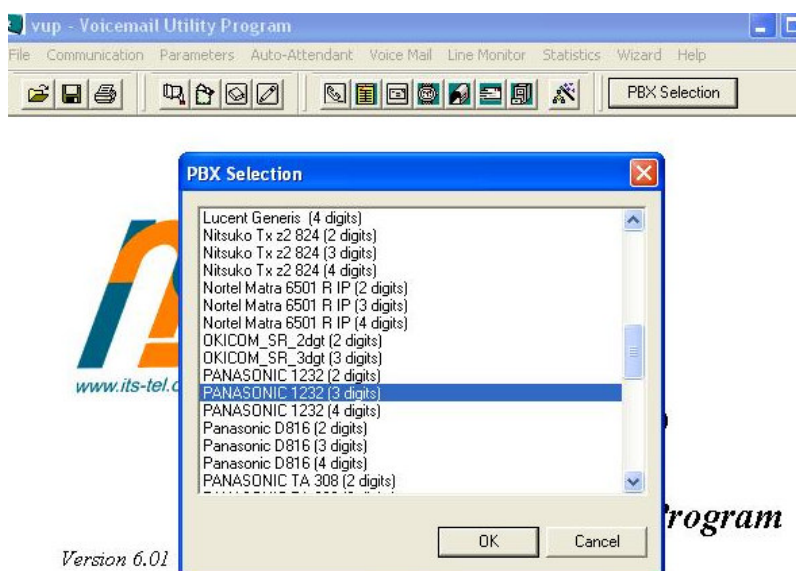 vup - Voicemail Utility Program
File Communication Parameters Auto-Attendant Voice Mail Line Monitor Statistics Wizard Help
PBX Selection
PBX Selection
Lucent Generis (4 digits)
Nitsuko Tx z2 824 (2 digits)
Nitsuko Tx z2 824 (3 digits)
Nitsuko Tx z2 824 (4 digits)
Nortel Matra 6501 R IP (2 digits)
Nortel Matra 6501 R IP (3 digits)
Nortel Matra 6501 R IP (4 digits)
OKICOM_SR_2dgt (2 digits)
OKICOM_SR_3dgt (3 digits)
PANASONIC 1232 (2 digits)
PANASONIC 1232 (3 digits)
PANASONIC 1232 (4 digits)
Panasonic D816 (2 digits)
Panasonic D816 (3 digits)
Panasonic D816 (4 digits)
PANASONIC TA 308 (2 digits)
www.its-tel.c
rogram
OK Cancel
Version 6.01